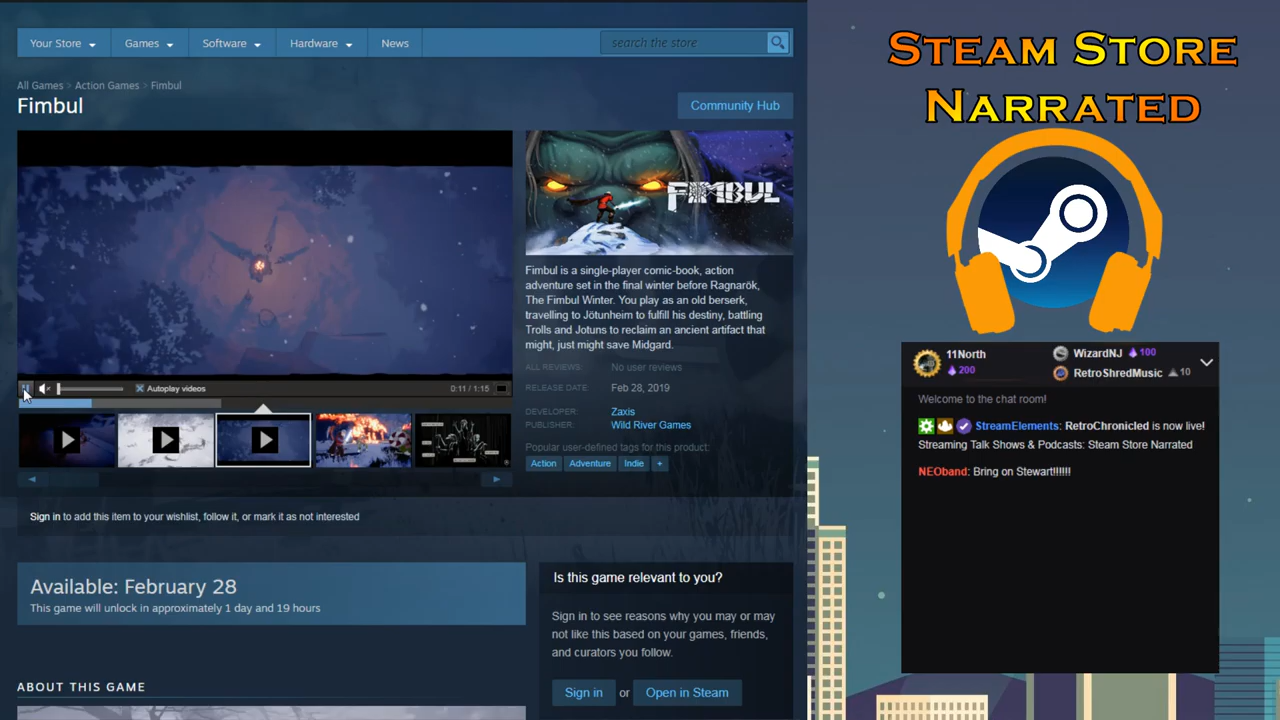 Your Store
Games
Software
Hardware
News
search the store
All Games > Action Games > Fimbul
Fimbul
Community Hub
FIMBUL
Fimbul is a single-player comic-book, action
adventure set in the final winter before Ragnarök,
The Fimbul Winter. You play as an old berserk,
travelling to Jötunheim to fulfill his destiny, battling
Trolls and Jotuns to reclaim an ancient artifact that
might, just might save Midgard.
ALL REVIEWS: No user reviews
RELEASE DATE: Feb 28, 2019
DEVELOPER: Zaxis
PUBLISHER: Wild River Games
Popular user-defined tags for this product:
Action Adventure Indie +
Autoplay videos
0:11 / 1:15
Sign in to add this item to your wishlist, follow it, or mark it as not interested
Available: February 28
This game will unlock in approximately 1 day and 19 hours
Is this game relevant to you?
Sign in to see reasons why you may or may
not like this based on your games, friends,
and curators you follow.
Sign in or Open in Steam
ABOUT THIS GAME
STEAM STORE
NARRATED
11North
200
WizardNJ 100
RetroShredMusic 10
Welcome to the chat room!
StreamElements: RetroChronicled is now live!
Streaming Talk Shows & Podcasts: Steam Store Narrated
NEOband: Bring on Stewart!!!!!!